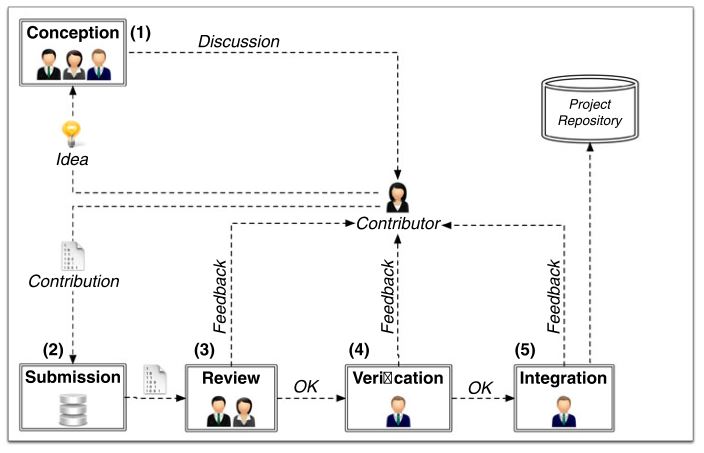 Conception (1)
Discussion
Project
Repository
Idea
Contributor
Contribution
Feedback
Feedback
Feedback
(2)
(3)
(4)
(5)
Submission
Review
OK
Veri□cation
OK
Integration